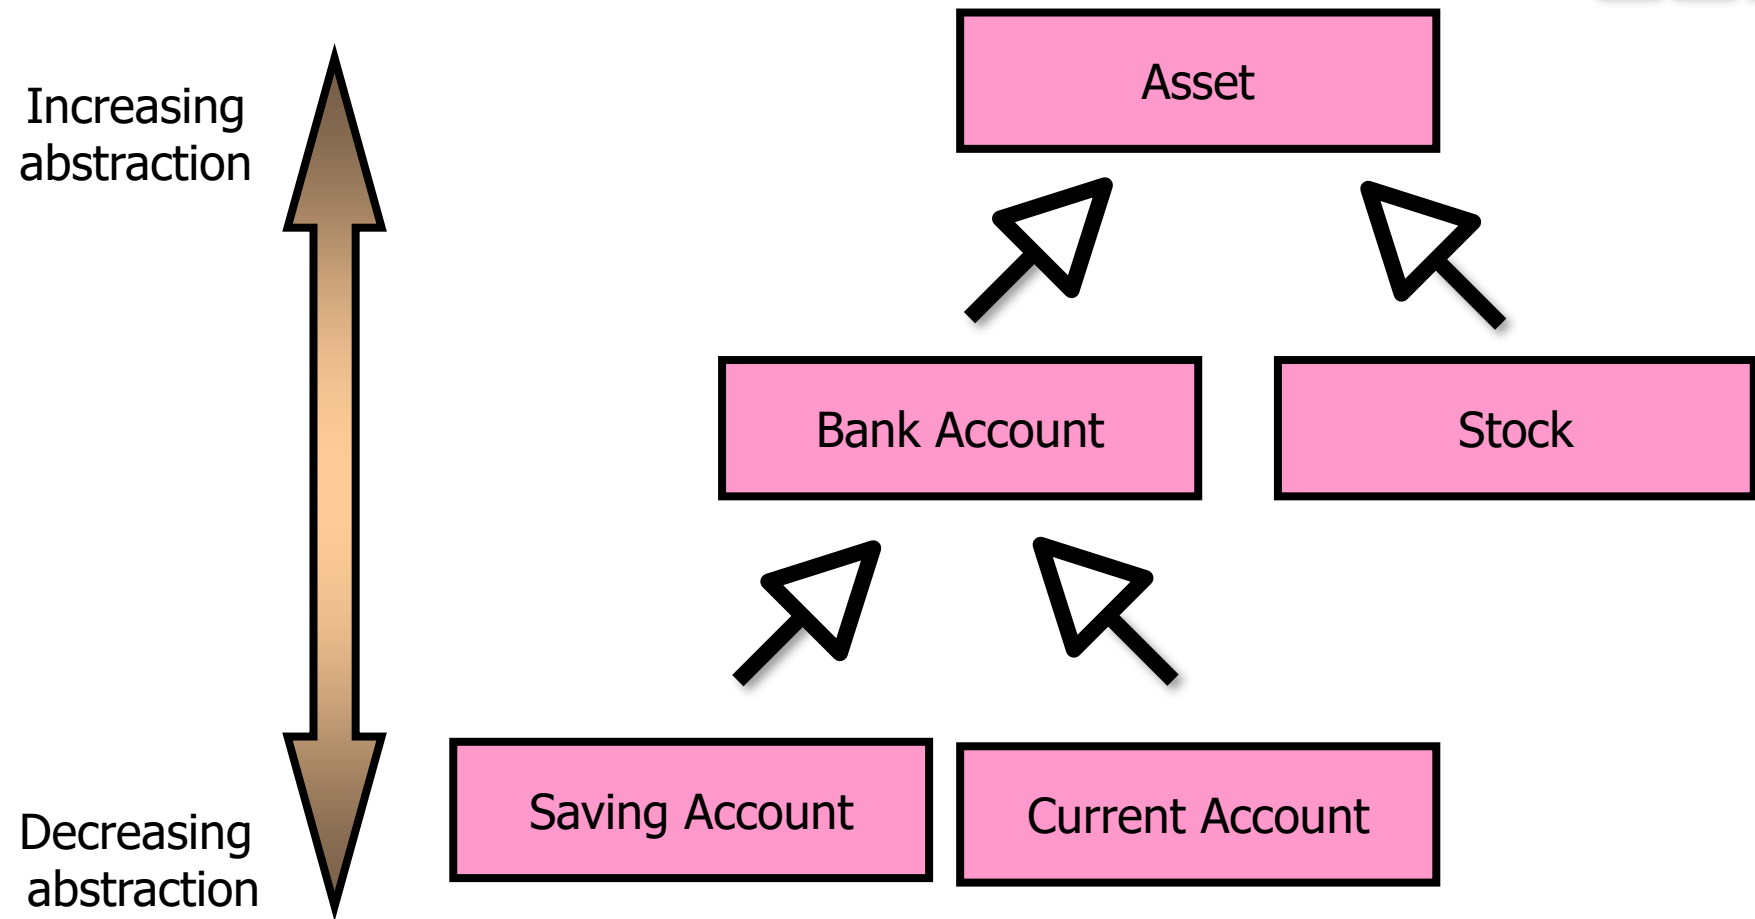 Asset
Increasing
abstraction
Bank Account
Stock
Saving Account
Current Account
Decreasing
abstraction